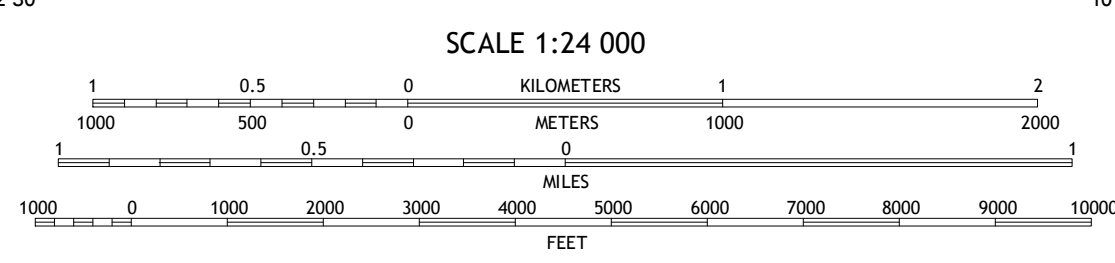 SCALE 1:24 000
1 0.5 0 KILOMETERS 1 2
1000 500 0 METERS 1000 2000
1 0.5 0 1
MILES
1000 0 1000 2000 3000 4000 5000 6000 7000 8000 9000 10000
FEET